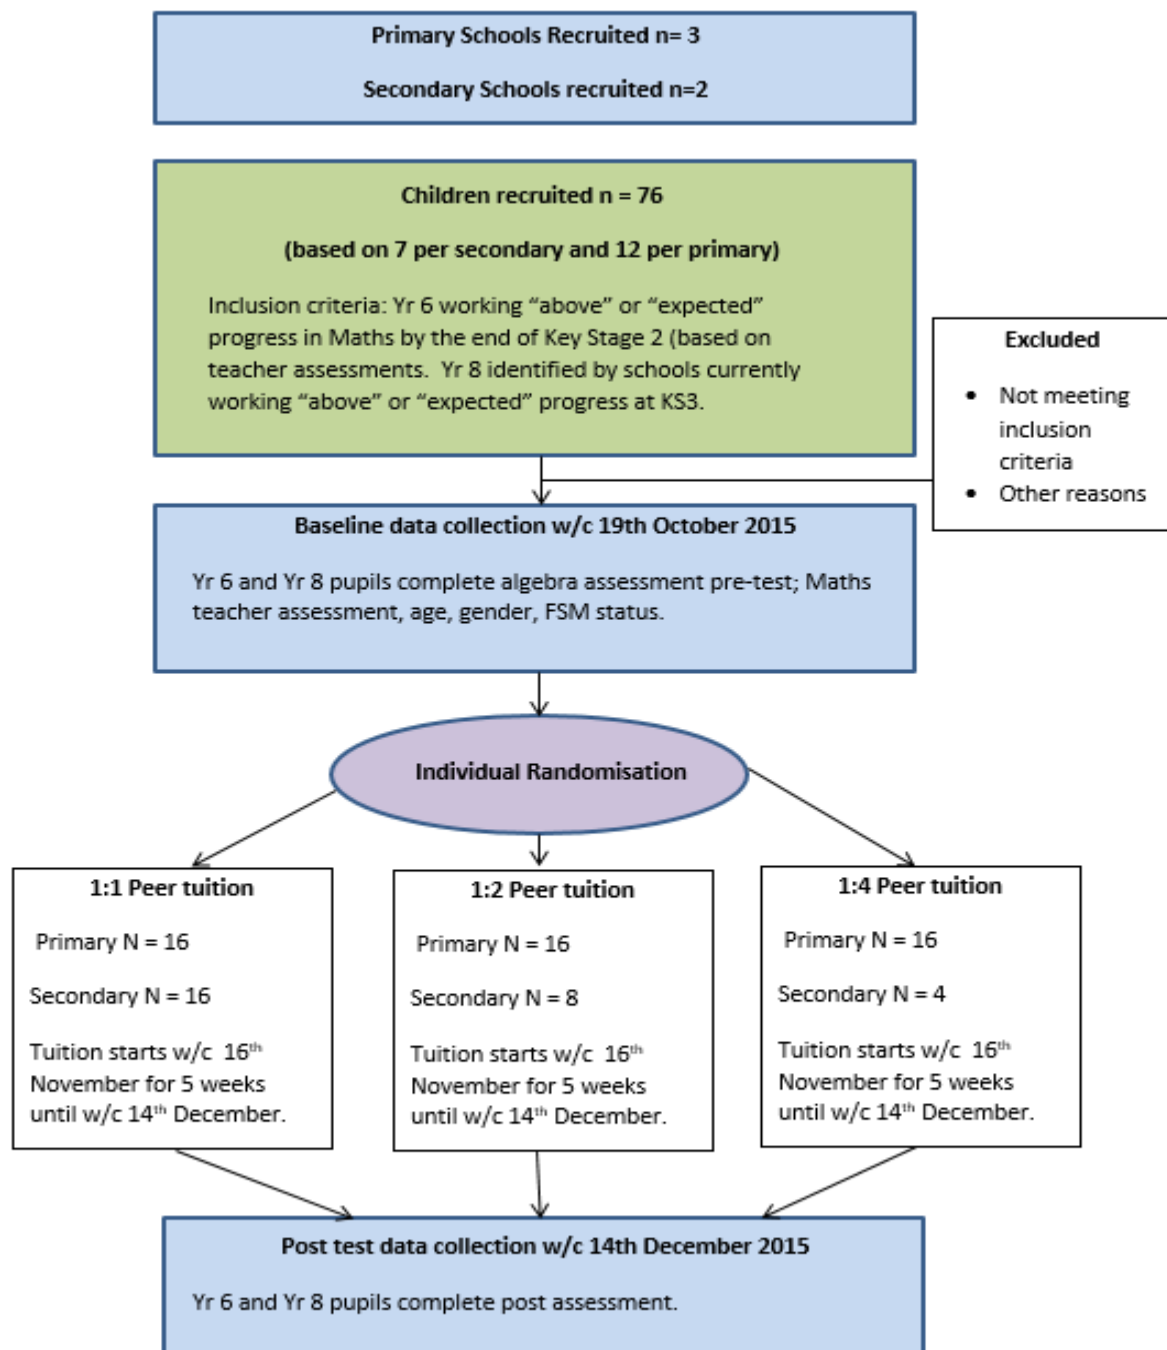 Primary Schools Recruited n= 3
Secondary Schools recruited n=2
Children recruited n = 76
(based on 7 per secondary and 12 per primary)
Inclusion criteria: Yr 6 working “above” or “expected”
progress in Maths by the end of Key Stage 2 (based on
teacher assessments.  Yr 8 identified by schools currently
working “above” or “expected” progress at KS3.
Excluded
• Not meeting
inclusion
criteria
• Other reasons
Baseline data collection w/c 19th October 2015
Yr 6 and Yr 8 pupils complete algebra assessment pre-test; Maths
teacher assessment, age, gender, FSM status.
Individual Randomisation
1:1 Peer tuition
Primary N = 16
Secondary N = 16
Tuition starts w/c  16th
November for 5 weeks
until w/c 14th December.
1:2 Peer tuition
Primary N = 16
Secondary N = 8
Tuition starts w/c  16th
November for 5 weeks
until w/c 14th December.
1:4 Peer tuition
Primary N = 16
Secondary N = 4
Tuition starts w/c  16th
November for 5 weeks
until w/c 14th December.
Post test data collection w/c 14th December 2015
Yr 6 and Yr 8 pupils complete post assessment.